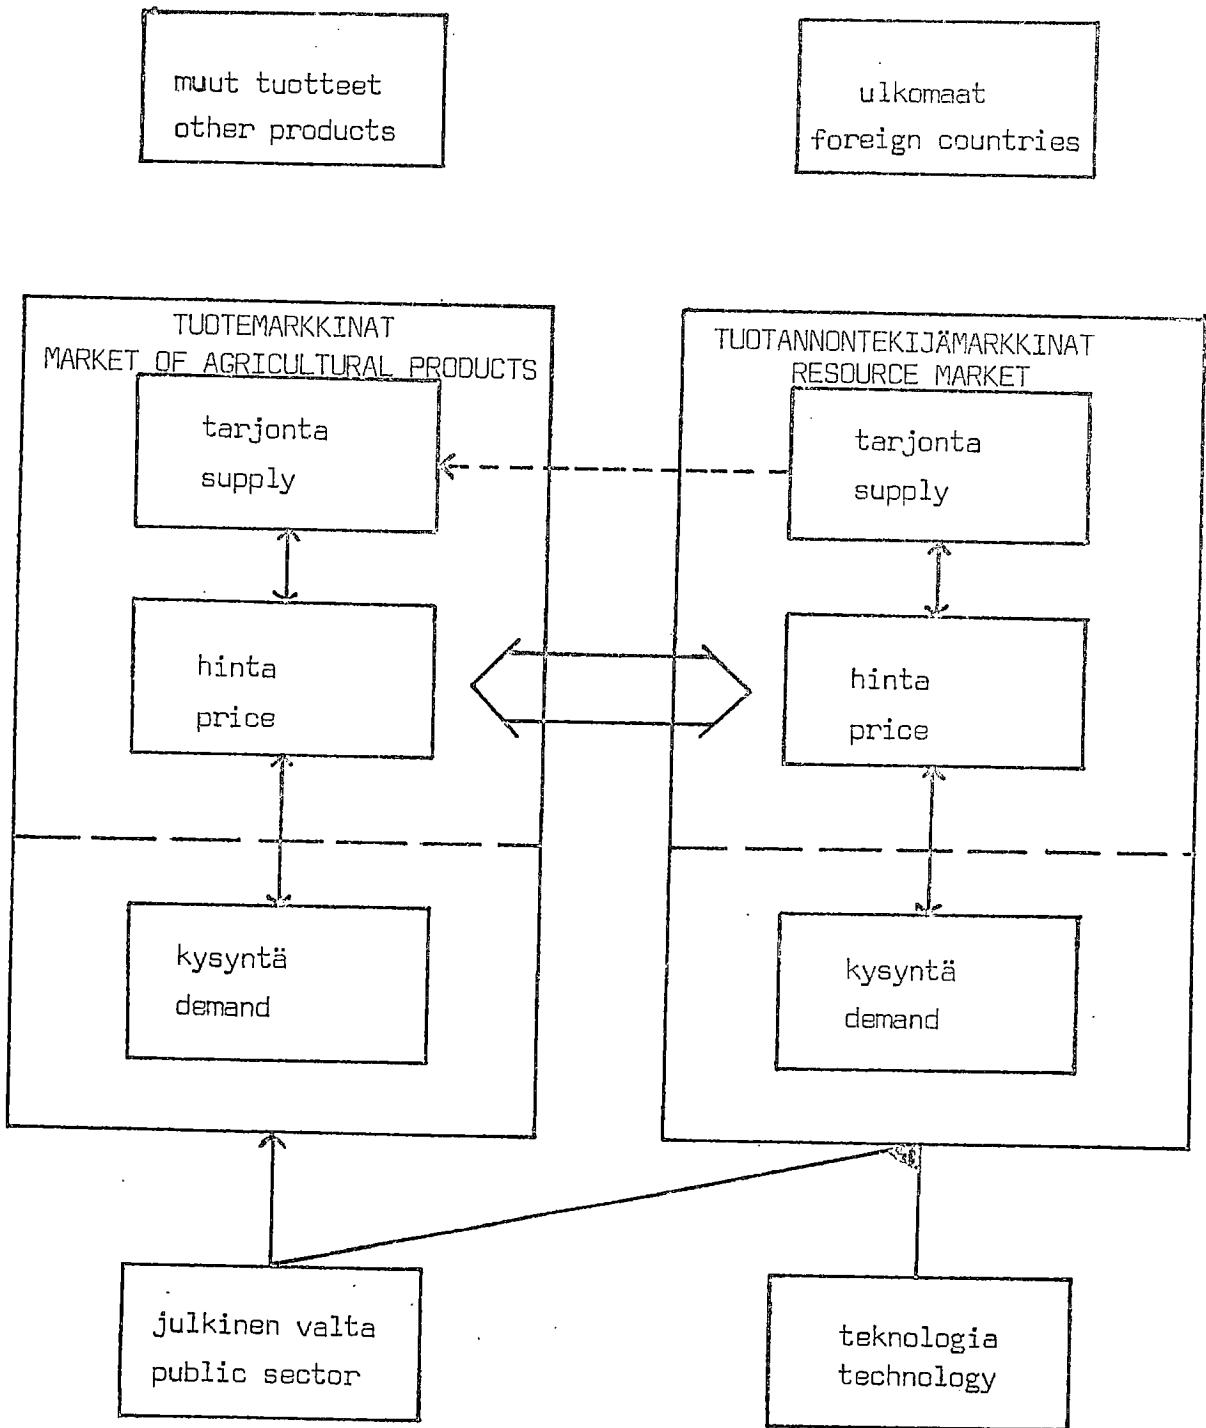 muut tuotteet
other products
ulkomaat
foreign countries
TUOTEMARKKINAT
MARKET OF AGRICULTURAL PRODUCTS
tarjonta
supply
hinta
price
kysyntä
demand
TUOTANNONTEKIJÄMARKKINAT
RESOURCE MARKET
tarjonta
supply
hinta
price
kysyntä
demand
julkinen valta
public sector
teknologia
technology